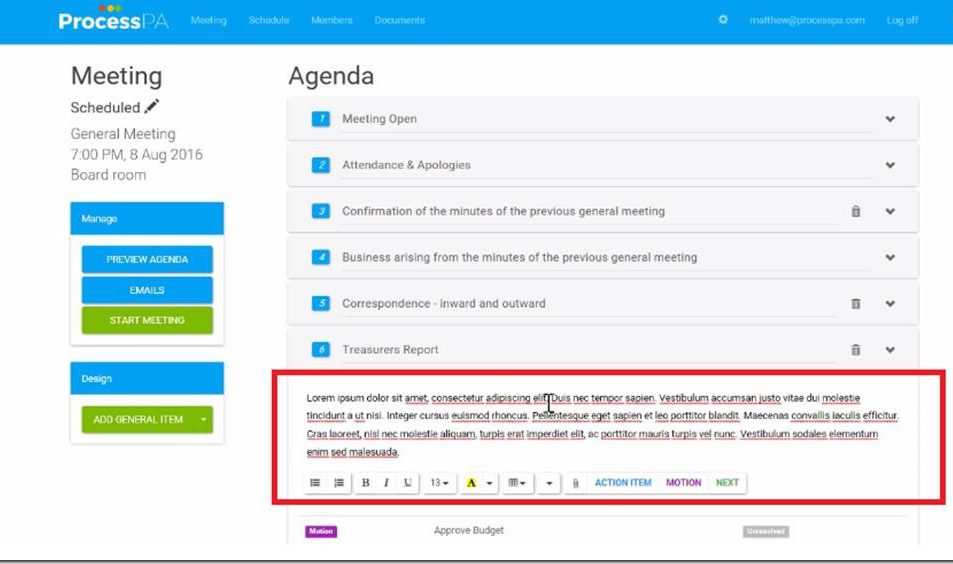 ProcessPA Meeting Schedule Members Documents matthew@processpa.com Log off
Meeting
Scheduled
General Meeting
7:00 PM, 8 Aug 2016
Board room
Manage
PREVIEW AGENDA
EMAILS
START MEETING
Design
ADD GENERAL ITEM
Agenda
1 Meeting Open
2 Attendance & Apologies
3 Confirmation of the minutes of the previous general meeting
4 Business arising from the minutes of the previous general meeting
5 Correspondence - inward and outward
6 Treasurers Report
Lorem ipsum dolor sit amet, consectetur adipiscing elit. Duis nec tempor sapien. Vestibulum accumsan justo vitae dui molestie
tincidunt a ut nisi. Integer cursus euismod rhoncus. Pellentesque eget sapien et leo porttitor blandit. Maecenas convallis iaculis efficitur.
Cras laoreet, nisl nec molestie aliquam, turpis erat imperdiet elit, ac porttitor mauris turpis vel nunc. Vestibulum sodales elementum
enim sed malesuada.
B I U 13 A ACTION ITEM MOTION NEXT
Motion Approve Budget Unresolved